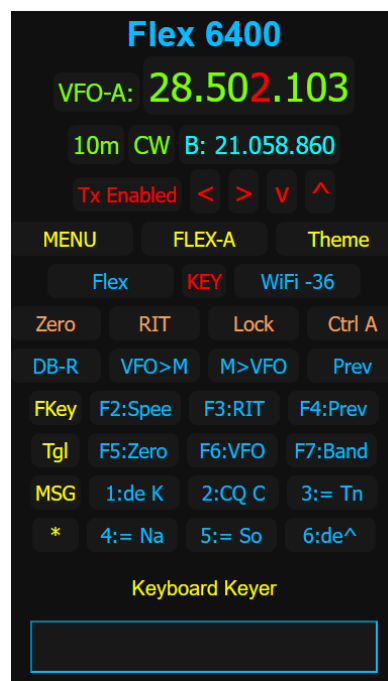 Flex 6400
VFO-A: 28.502.103
10m CW B: 21.058.860
Tx Enabled < > v ^
MENU FLEX-A Theme
Flex KEY WiFi -36
Zero RIT Lock Ctrl A
DB-R VFO>M M>VFO Prev
FKey F2:Spee F3:RIT F4:Prev
Tgl F5:Zero F6:VFO F7:Band
MSG 1:de K 2:CQ C 3:= Tn
* 4:= Na 5:= So 6:de^
Keyboard Keyer